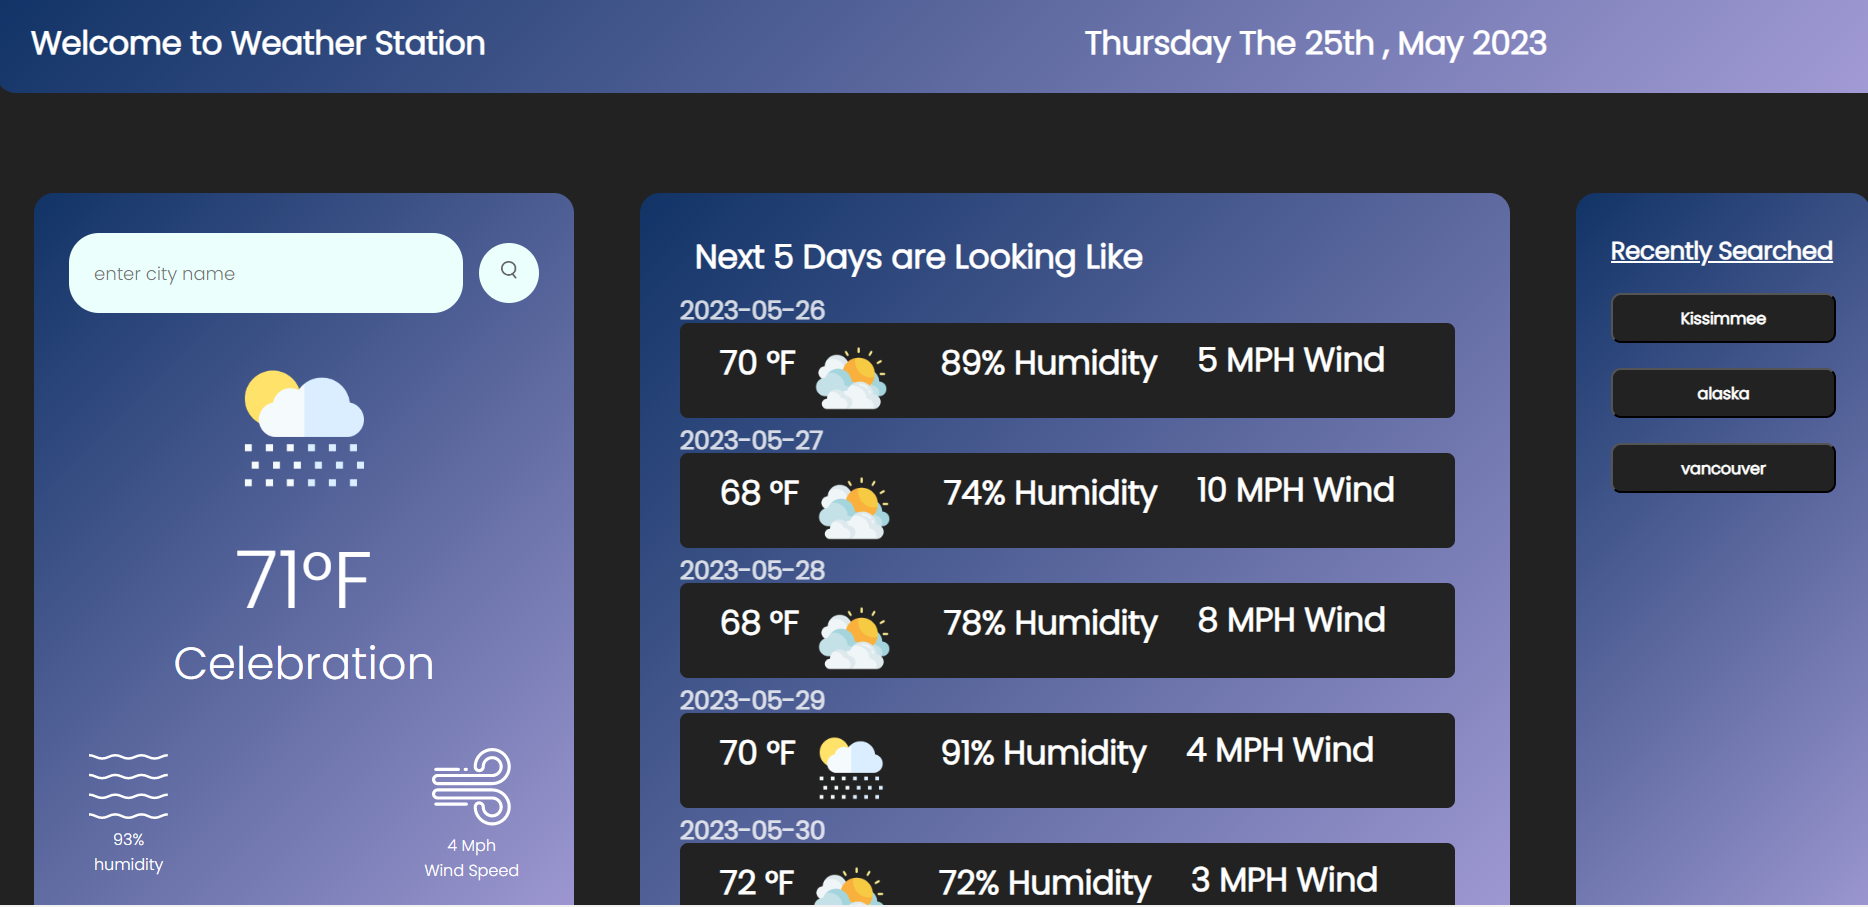 Welcome to Weather Station
Thursday The 25th , May 2023
enter city name
71°F
Celebration
93%
humidity
4 Mph
Wind Speed
Next 5 Days are Looking Like
2023-05-26
70 °F 89% Humidity 5 MPH Wind
2023-05-27
68 °F 74% Humidity 10 MPH Wind
2023-05-28
68 °F 78% Humidity 8 MPH Wind
2023-05-29
70 °F 91% Humidity 4 MPH Wind
2023-05-30
72 °F 72% Humidity 3 MPH Wind
Recently Searched
Kissimmee
alaska
vancouver